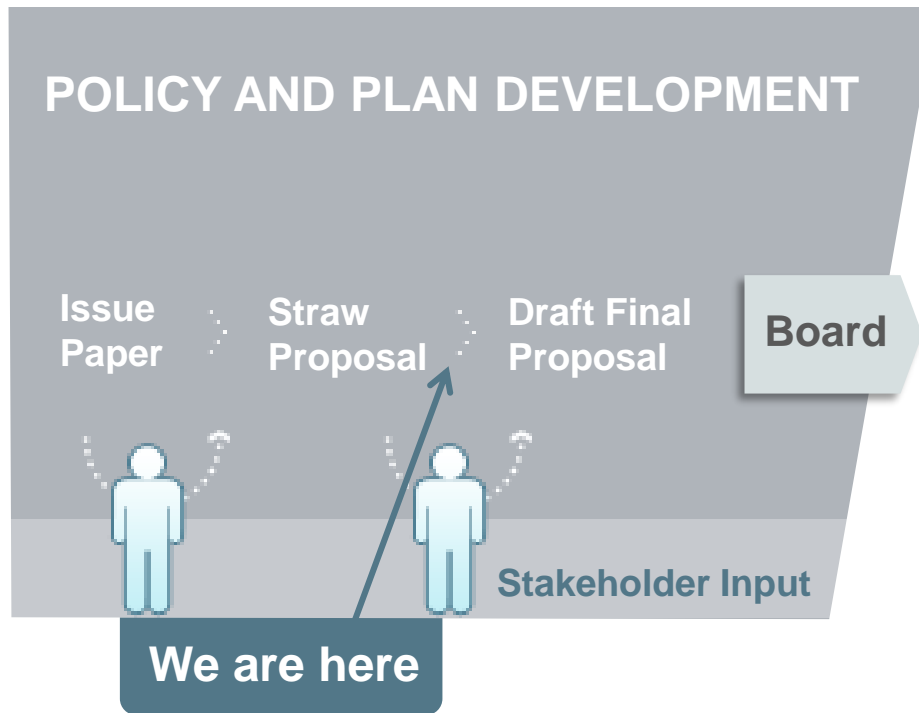 POLICY AND PLAN DEVELOPMENT
Issue
Paper
Straw
Proposal
Draft Final
Proposal
Board
Stakeholder Input
We are here